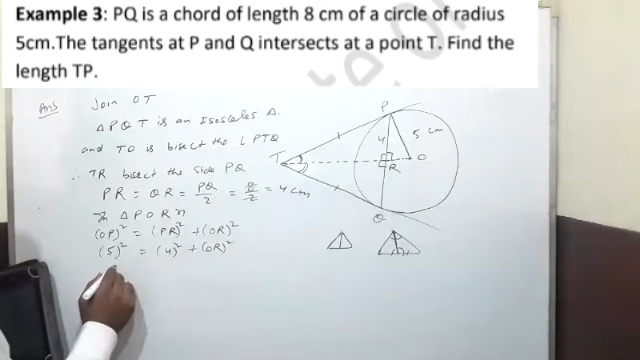 Example 3: PQ is a chord of length 8 cm of a circle of radius
5cm.The tangents at P and Q intersects at a point T. Find the
length TP.
Ans Join OT
△PQT is an Isosceles △.
and TO is bisect the ∠PTQ
∴ TR bisect the side PQ
PR = QR = PQ/2 = 8/2 = 4 cm
In △POR
(OP)² = (PR)² + (OR)²
(5)² = (4)² + (OR)²
P
4
5 cm
T
R
O
Q